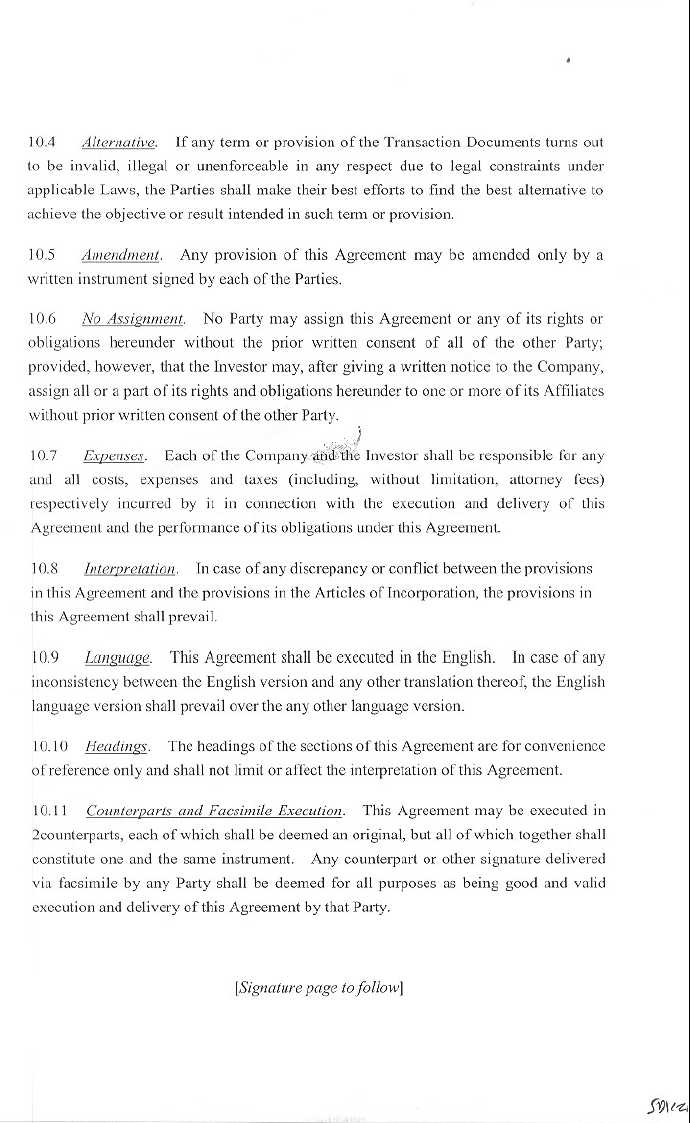 10.4 Alternative. If any term or provision of the Transaction Documents turns out
to be invalid, illegal or unenforceable in any respect due to legal constraints under
applicable Laws, the Parties shall make their best efforts to find the best alternative to
achieve the objective or result intended in such term or provision.
10.5 Amendment. Any provision of this Agreement may be amended only by a
written instrument signed by each of the Parties.
10.6 No Assignment. No Party may assign this Agreement or any of its rights or
obligations hereunder without the prior written consent of all of the other Party;
provided, however, that the Investor may, after giving a written notice to the Company,
assign all or a part of its rights and obligations hereunder to one or more of its Affiliates
without prior written consent of the other Party.
10.7 Expenses. Each of the Company and the Investor shall be responsible for any
and all costs, expenses and taxes (including, without limitation, attorney fees)
respectively incurred by it in connection with the execution and delivery of this
Agreement and the performance of its obligations under this Agreement.
10.8 Interpretation. In case of any discrepancy or conflict between the provisions
in this Agreement and the provisions in the Articles of Incorporation, the provisions in
this Agreement shall prevail.
10.9 Language. This Agreement shall be executed in the English. In case of any
inconsistency between the English version and any other translation thereof, the English
language version shall prevail over the any other language version.
10.10 Headings. The headings of the sections of this Agreement are for convenience
of reference only and shall not limit or affect the interpretation of this Agreement.
10.11 Counterparts and Facsimile Execution. This Agreement may be executed in
2counterparts, each of which shall be deemed an original, but all of which together shall
constitute one and the same instrument. Any counterpart or other signature delivered
via facsimile by any Party shall be deemed for all purposes as being good and valid
execution and delivery of this Agreement by that Party.
[Signature page to follow]